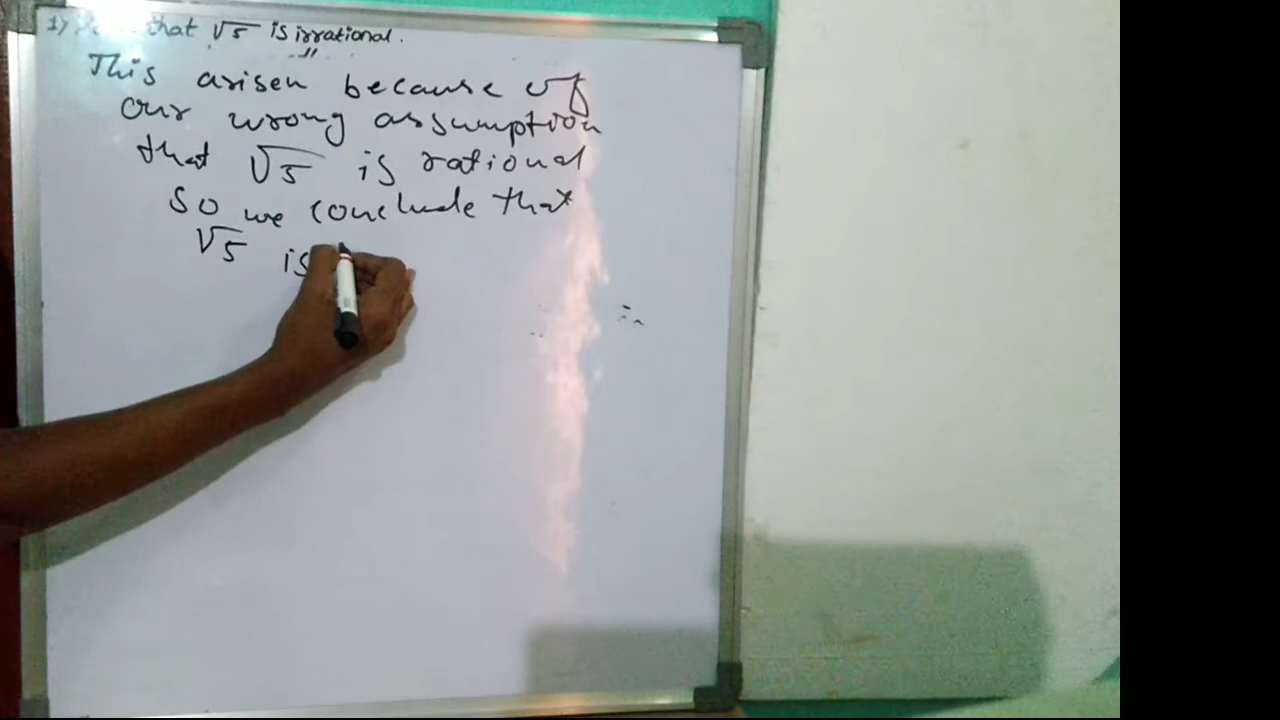 1) that √5 is irrational.
This arisen because of
our wrong assumption
that √5 is rational
so we conclude that
√5 is